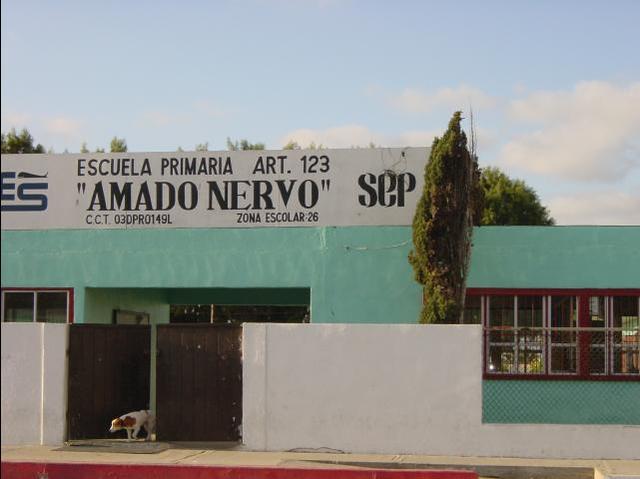 ESCUELA PRIMARIA ART. 123
"AMADO NERVO" SEP
C.C.T. 03DPR0149L ZONA ESCOLAR: 26
ES